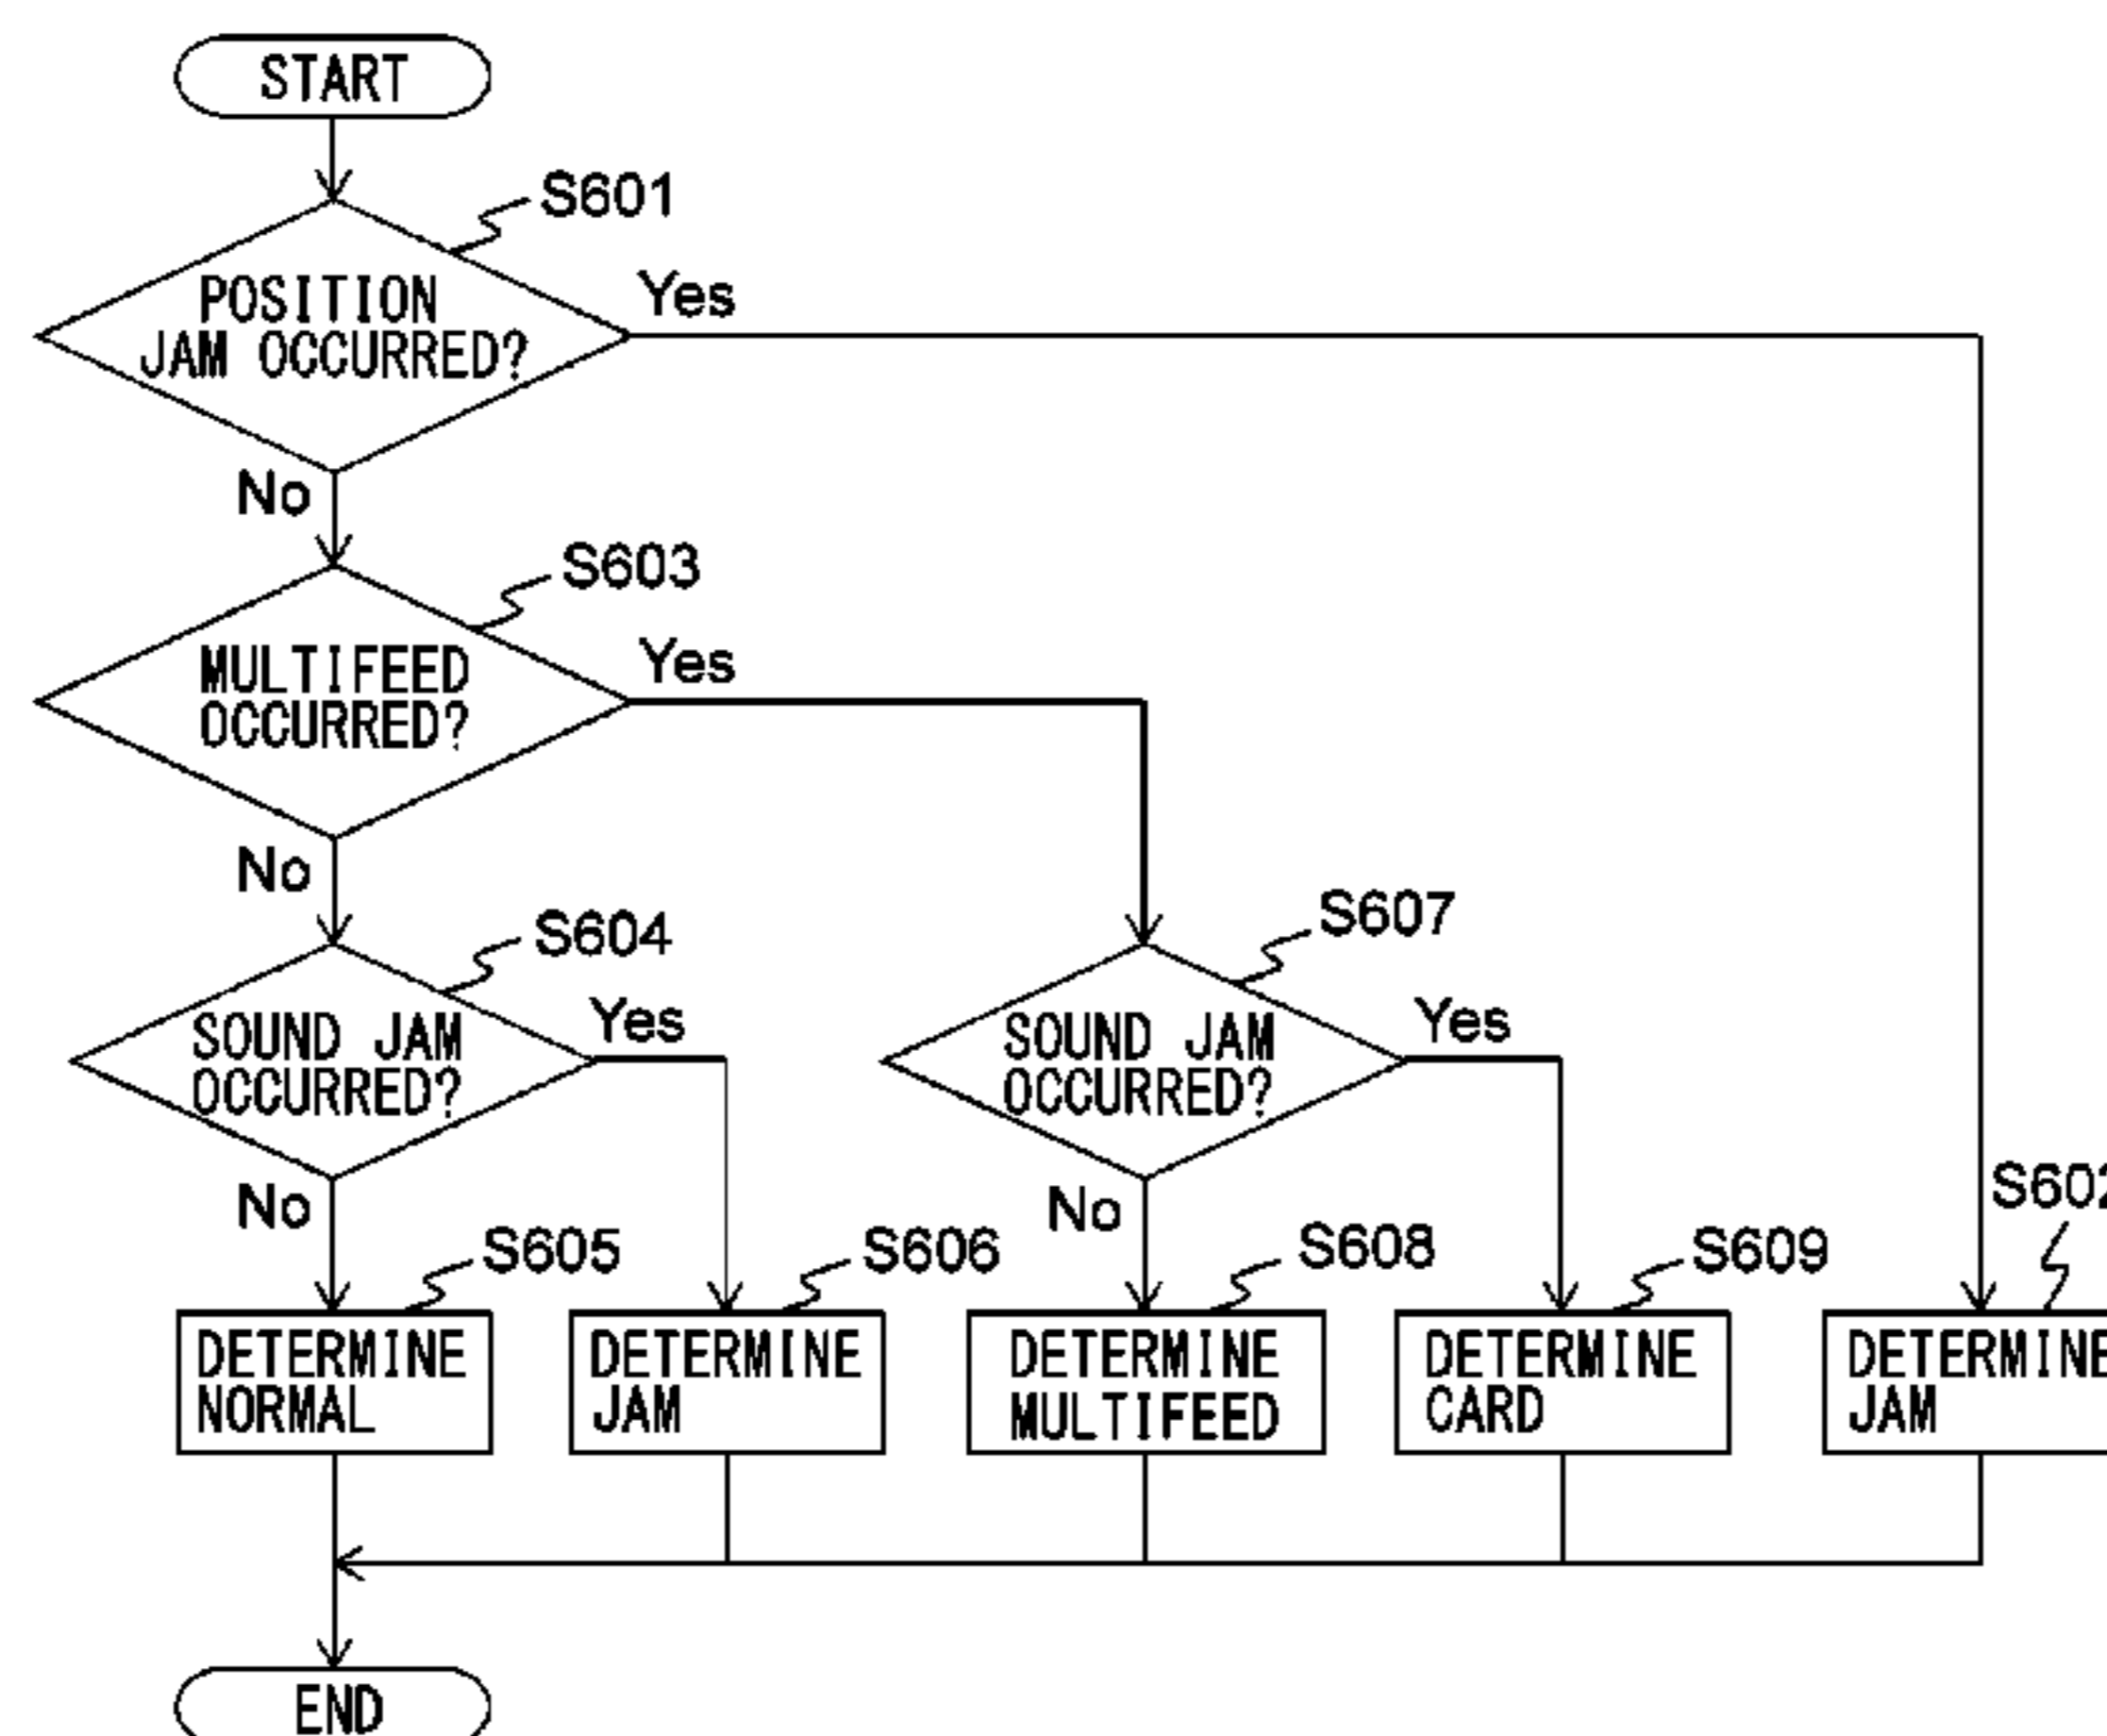 START
S601
POSITION
JAM OCCURRED?
Yes
No
S603
MULTIFEED
OCCURRED?
Yes
No
S604
SOUND JAM
OCCURRED?
Yes
No
S607
SOUND JAM
OCCURRED?
Yes
No
S605
DETERMINE
NORMAL
S606
DETERMINE
JAM
S608
DETERMINE
MULTIFEED
S609
DETERMINE
CARD
S602
DETERMINE
JAM
END